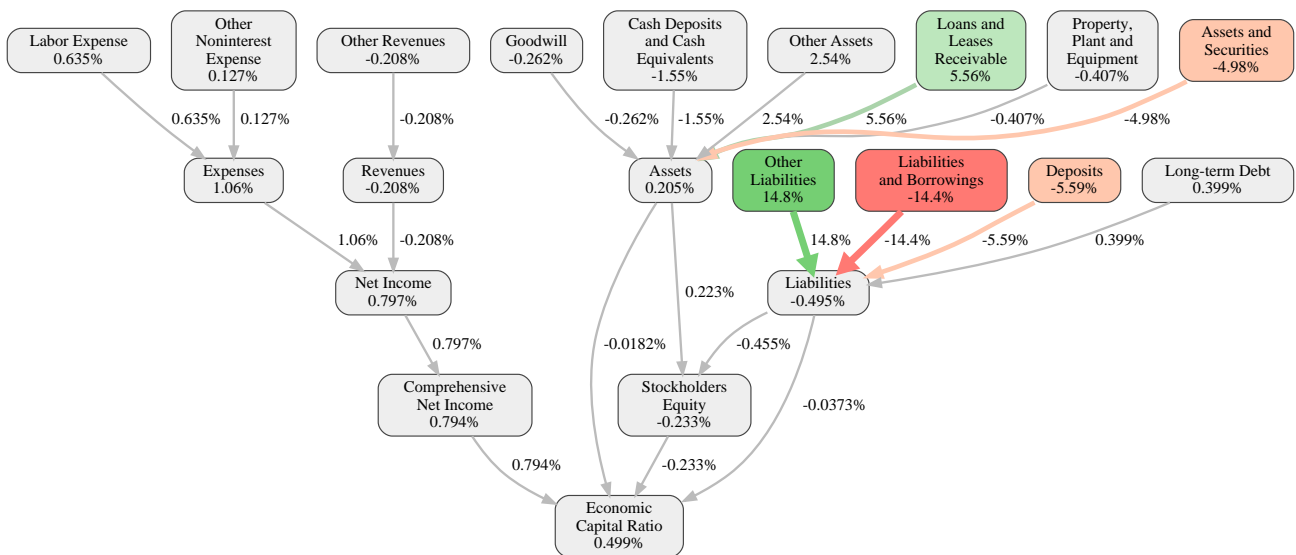 Labor Expense
0.635%
Other
Noninterest
Expense
0.127%
Other Revenues
-0.208%
Goodwill
-0.262%
Cash Deposits
and Cash
Equivalents
-1.55%
Other Assets
2.54%
Loans and
Leases
Receivable
5.56%
Property,
Plant and
Equipment
-0.407%
Assets and
Securities
-4.98%
0.635%
0.127%
-0.208%
-0.262%
-1.55%
2.54%
5.56%
-0.407%
-4.98%
Expenses
1.06%
Revenues
-0.208%
Assets
0.205%
Other
Liabilities
14.8%
Liabilities
and Borrowings
-14.4%
Deposits
-5.59%
Long-term Debt
0.399%
1.06%
-0.208%
14.8%
-14.4%
-5.59%
0.399%
Net Income
0.797%
0.223%
Liabilities
-0.495%
0.797%
-0.0182%
-0.455%
Comprehensive
Net Income
0.794%
Stockholders
Equity
-0.233%
-0.0373%
0.794%
-0.233%
Economic
Capital Ratio
0.499%